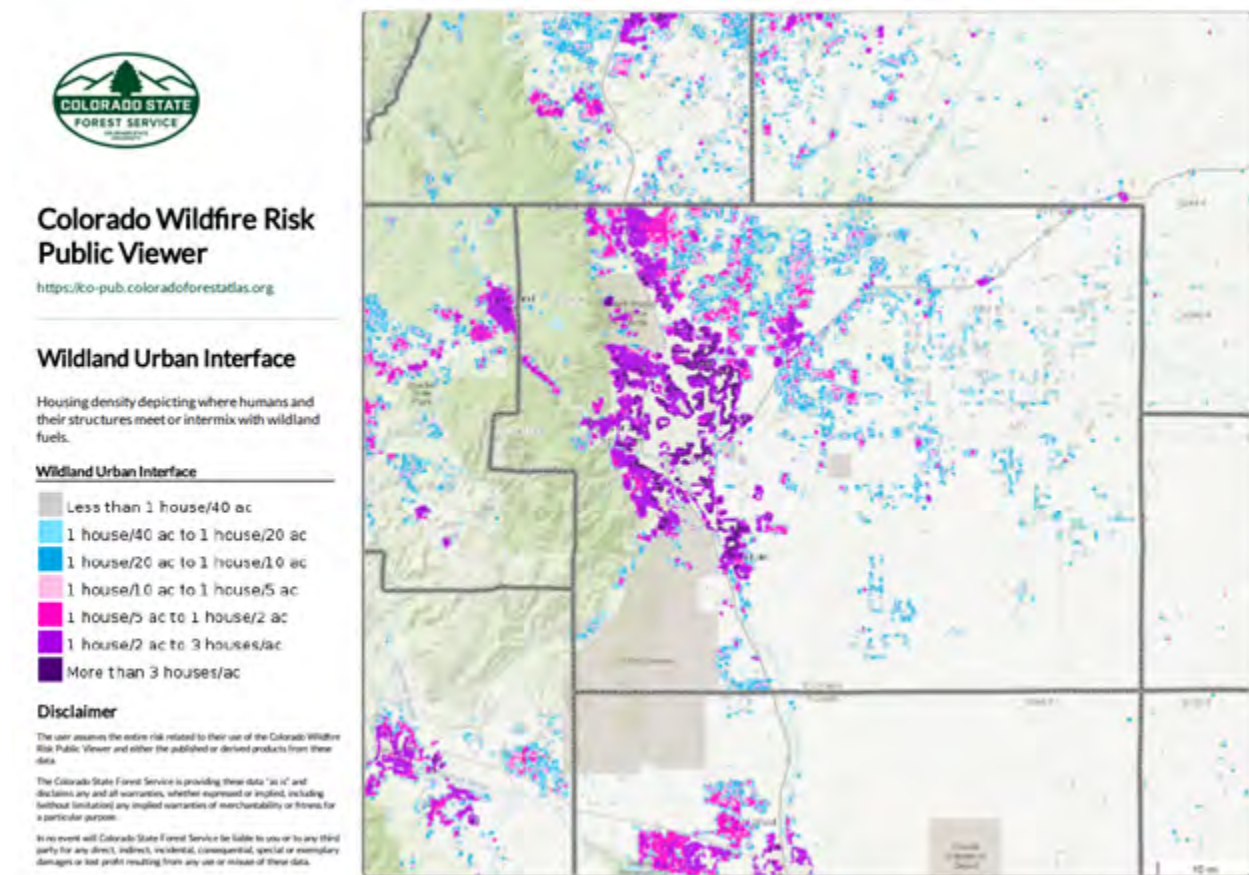 COLORADO STATE
FOREST SERVICE
COLORADO STATE
UNIVERSITY
Colorado Wildfire Risk
Public Viewer
https://co-pub.coloradoforestatlas.org
Wildland Urban Interface
Housing density depicting where humans and
their structures meet or intermix with wildland
fuels.
Wildland Urban Interface
Less than 1 house/40 ac
1 house/40 ac to 1 house/20 ac
1 house/20 ac to 1 house/10 ac
1 house/10 ac to 1 house/5 ac
1 house/5 ac to 1 house/2 ac
1 house/2 ac to 3 houses/ac
More than 3 houses/ac
Disclaimer
The user assumes the entire risk related to their use of the Colorado Wildfire
Risk Public Viewer and either the published or derived products from these
data.
The Colorado State Forest Service is providing these data "as is" and
disclaims any and all warranties, whether expressed or implied, including
(without limitation) any implied warranties of merchantability or fitness for
a particular purpose.
In no event will Colorado State Forest Service be liable to you or to any third
party for any direct, indirect, incidental, consequential, special or exemplary
damages or lost profit resulting from any use or misuse of these data.
10 mi